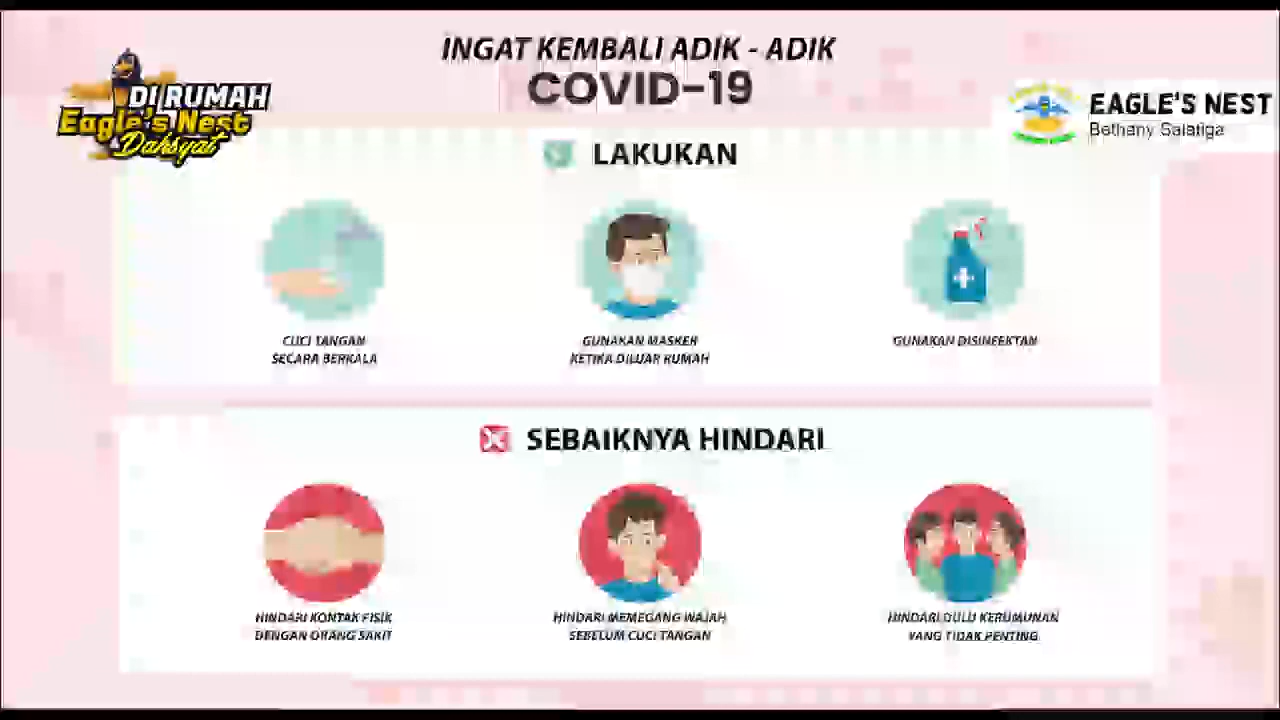 INGAT KEMBALI ADIK - ADIK
COVID-19
DI RUMAH
Eagle's Nest
Dahsyat
EAGLE'S NEST
Bethany Salatiga
LAKUKAN
CUCI TANGAN
SECARA BERKALA
GUNAKAN MASKER
KETIKA DILUAR RUMAH
GUNAKAN DISINFEKTAN
SEBAIKNYA HINDARI
HINDARI KONTAK FISIK
DENGAN ORANG SAKIT
HINDARI MEMEGANG WAJAH
SEBELUM CUCI TANGAN
HINDARI DULU KERUMUNAN
YANG TIDAK PENTING